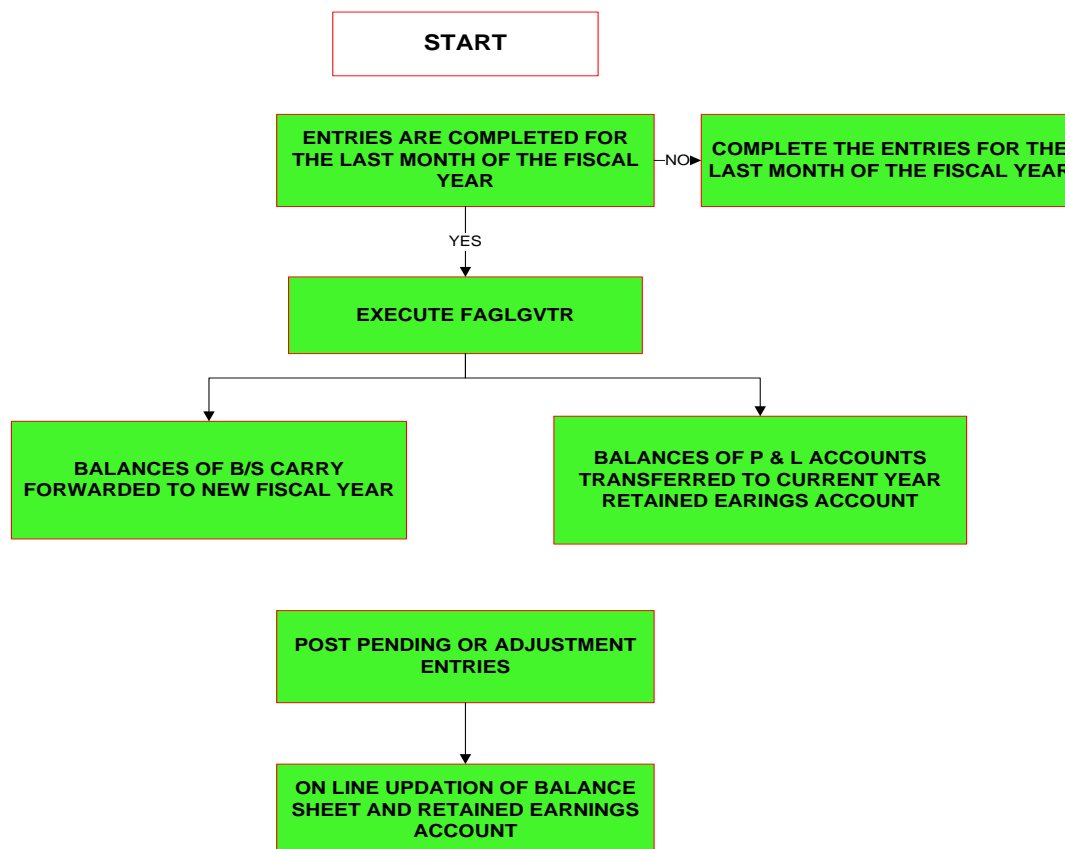 START
ENTRIES ARE COMPLETED FOR
THE LAST MONTH OF THE FISCAL
YEAR
NO
COMPLETE THE ENTRIES FOR THE
LAST MONTH OF THE FISCAL YEAR
YES
EXECUTE FAGLGVTR
BALANCES OF B/S CARRY
FORWARDED TO NEW FISCAL YEAR
BALANCES OF P & L ACCOUNTS
TRANSFERRED TO CURRENT YEAR
RETAINED EARINGS ACCOUNT
POST PENDING OR ADJUSTMENT
ENTRIES
ON LINE UPDATION OF BALANCE
SHEET AND RETAINED EARNINGS
ACCOUNT